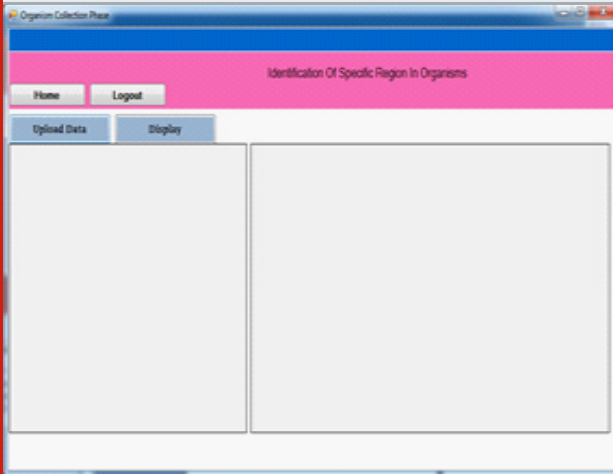 Organism Collection Phase
Identification Of Specific Region In Organisms
Home Logout
Upload Data Display